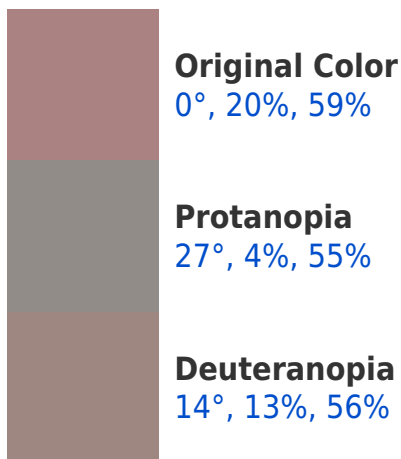 Original Color
0°, 20%, 59%
Protanopia
27°, 4%, 55%
Deuteranopia
14°, 13%, 56%